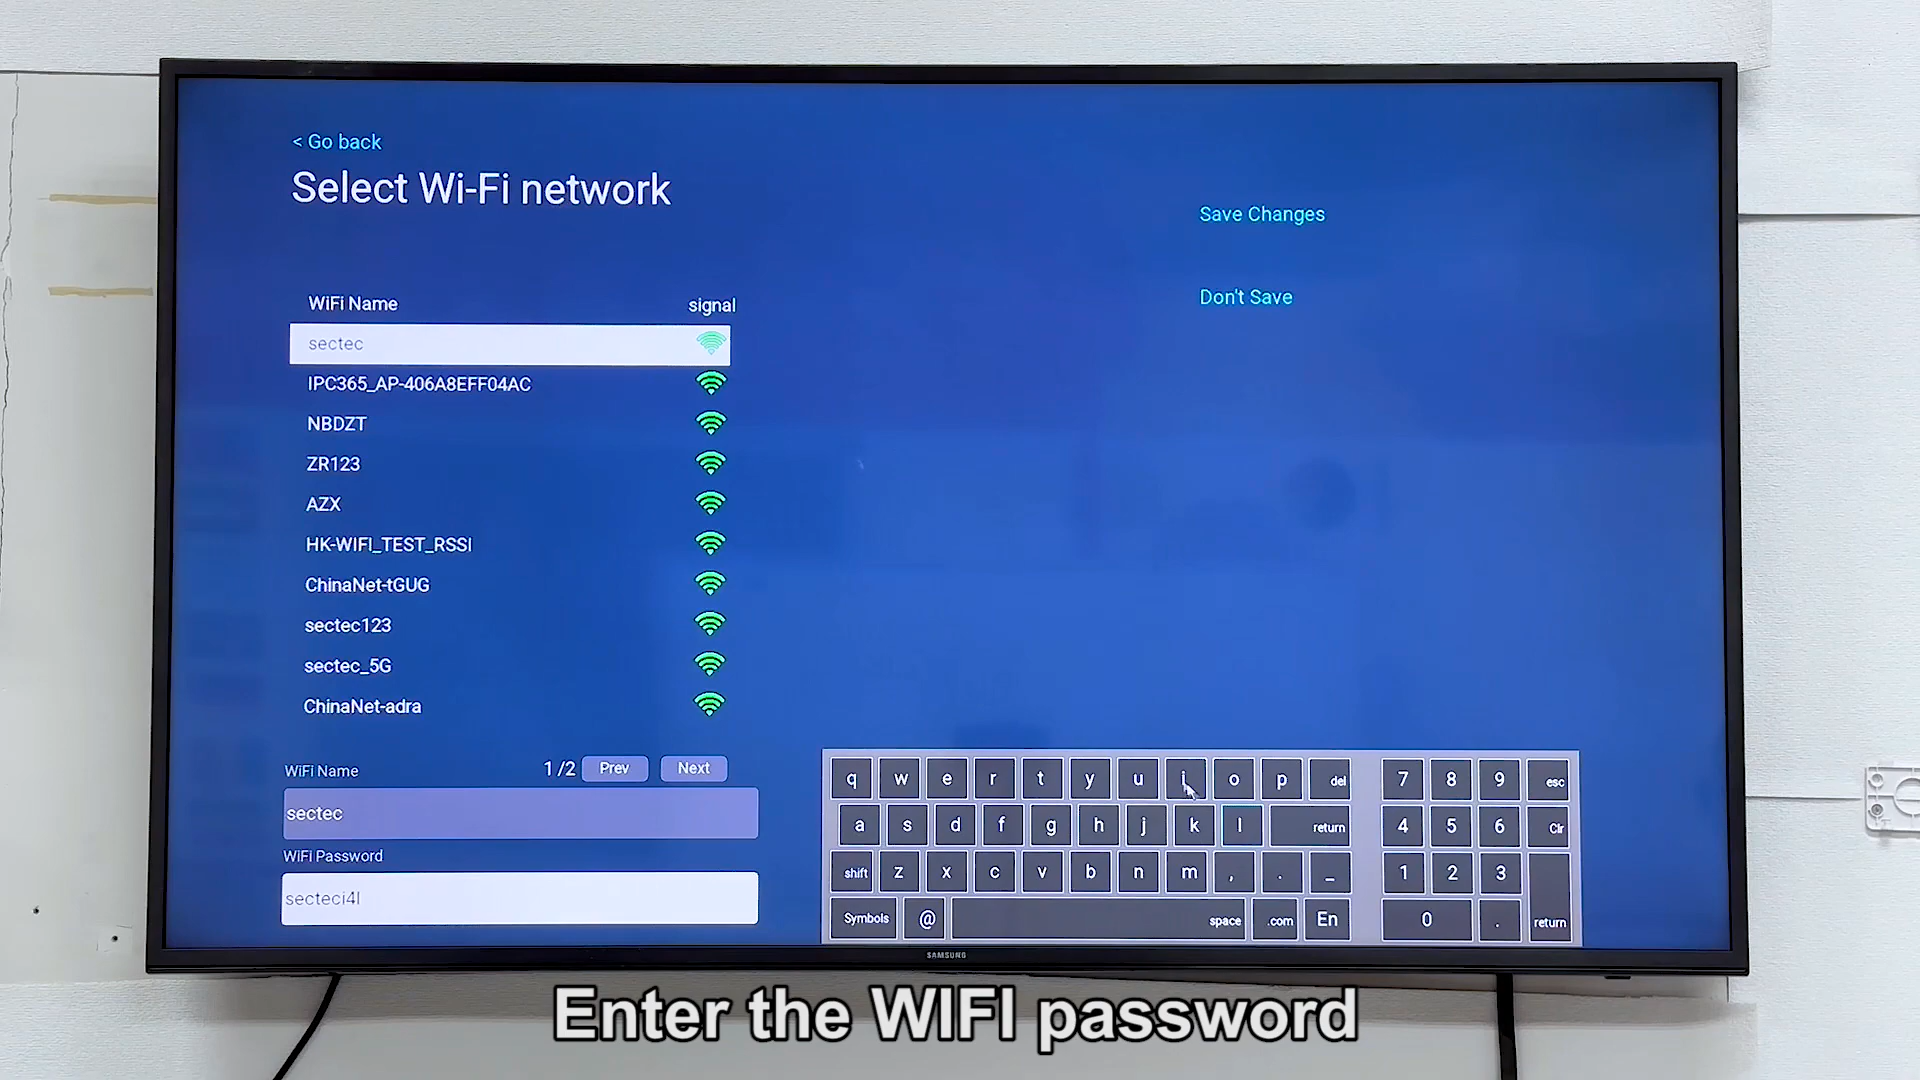 < Go back
Select Wi-Fi network
Save Changes
Don't Save
WiFi Name signal
sectec
IPC365_AP-406A8EFF04AC
NBDZT
ZR123
AZX
HK-WIFI_TEST_RSSI
ChinaNet-tGUG
sectec123
sectec_5G
ChinaNet-adra
WiFi Name 1 /2 Prev Next
sectec
WiFi Password
secteci4l
q w e r t y u i o p del 7 8 9 esc
a s d f g h j k l return 4 5 6 Clr
shift z x c v b n m , . _ 1 2 3
Symbols @ space .com En 0 . return
SAMSUNG
Enter the WIFI password